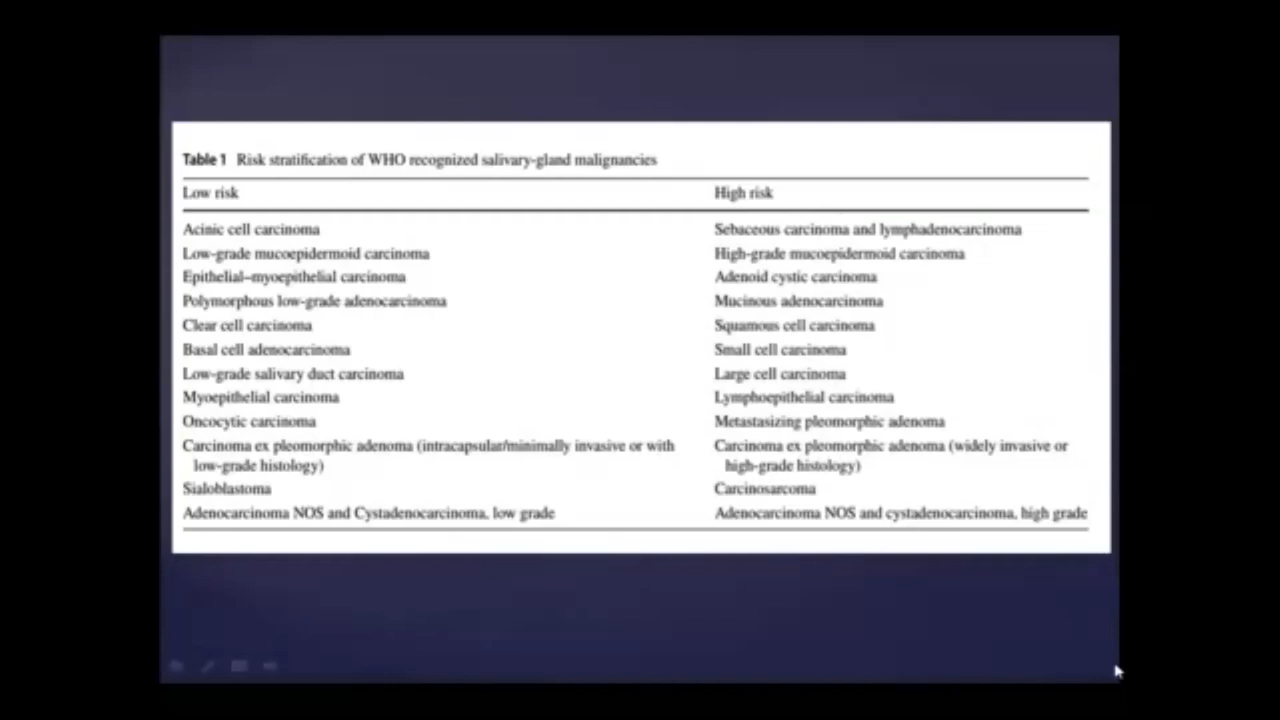 Table 1 Risk stratification of WHO recognized salivary-gland malignancies
Low risk High risk
Acinic cell carcinoma Sebaceous carcinoma and lymphadenocarcinoma
Low-grade mucoepidermoid carcinoma High-grade mucoepidermoid carcinoma
Epithelial–myoepithelial carcinoma Adenoid cystic carcinoma
Polymorphous low-grade adenocarcinoma Mucinous adenocarcinoma
Clear cell carcinoma Squamous cell carcinoma
Basal cell adenocarcinoma Small cell carcinoma
Low-grade salivary duct carcinoma Large cell carcinoma
Myoepithelial carcinoma Lymphoepithelial carcinoma
Oncocytic carcinoma Metastasizing pleomorphic adenoma
Carcinoma ex pleomorphic adenoma (intracapsular/minimally invasive or with Carcinoma ex pleomorphic adenoma (widely invasive or
low-grade histology) high-grade histology)
Sialoblastoma Carcinosarcoma
Adenocarcinoma NOS and Cystadenocarcinoma, low grade Adenocarcinoma NOS and cystadenocarcinoma, high grade